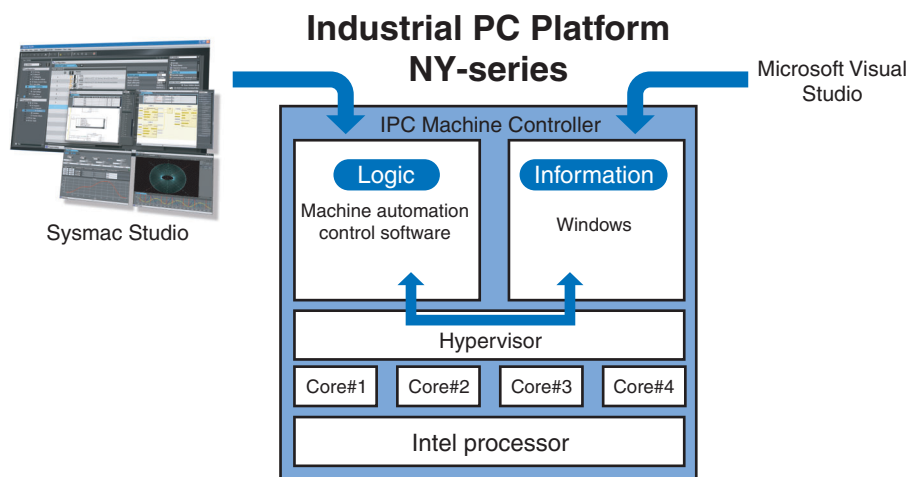 Industrial PC Platform
NY-series
Microsoft Visual
Studio
IPC Machine Controller
Logic
Information
Machine automation
control software
Windows
Sysmac Studio
Hypervisor
Core#1
Core#2
Core#3
Core#4
Intel processor